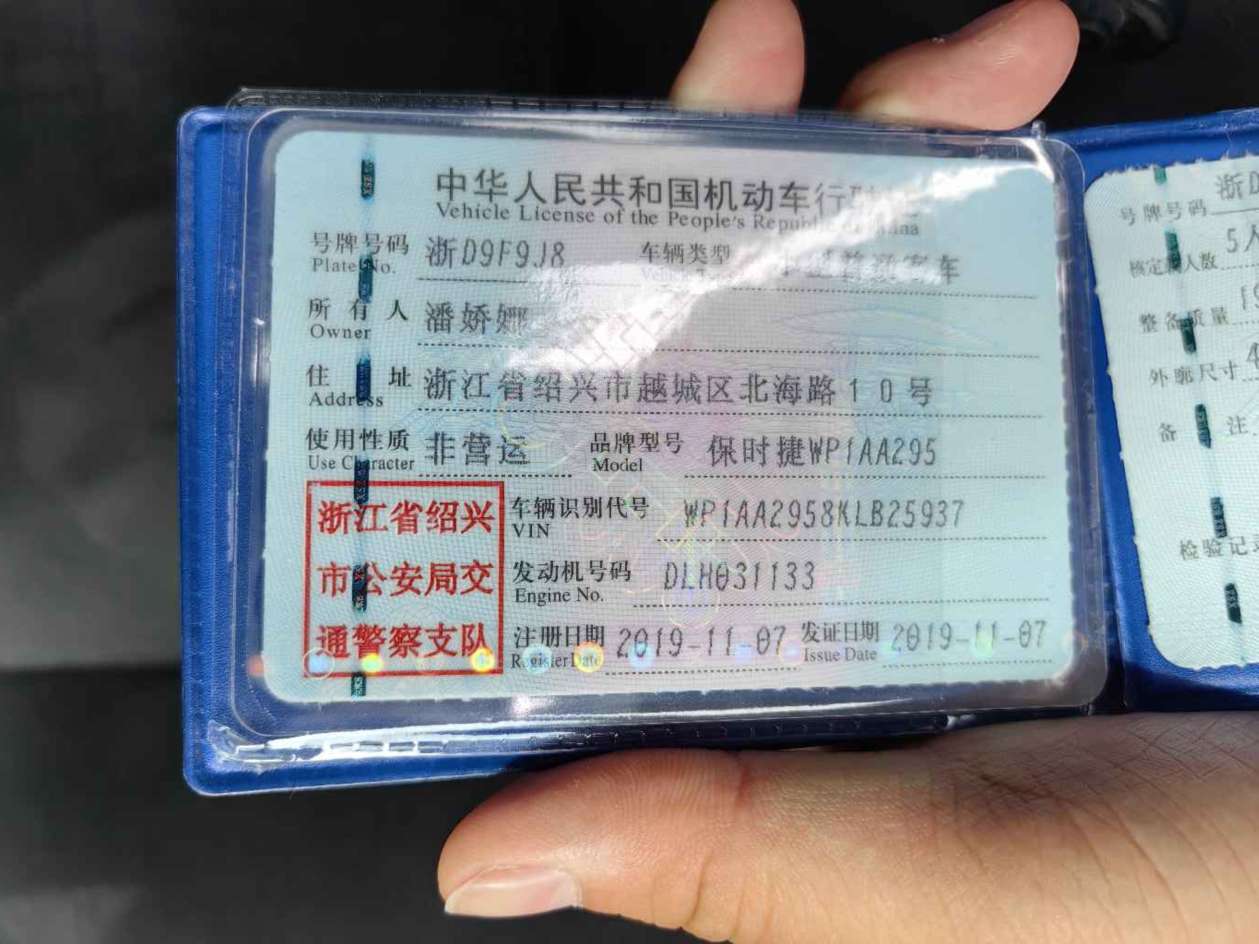 中华人民共和国机动车行驶证
Vehicle License of the People's Republic of China
号牌号码 浙D9F9J8 车辆类型
Plate No. Vehicle 普通客车
所有人 潘娇娜
Owner
住址 浙江省绍兴市越城区北海路10号
Address
使用性质 非营运 品牌型号 保时捷WP1AA295
Use Character Model
浙江省绍兴
市公安局交
通警察支队
车辆识别代号 WP1AA2958KLB25937
VIN
发动机号码 DLH031133
Engine No.
注册日期 2019-11-07 发证日期 2019-11-07
Register Date Issue Date
号牌号码 浙
核定载人数 5人
整备质量
外廓尺寸
备注
检验记